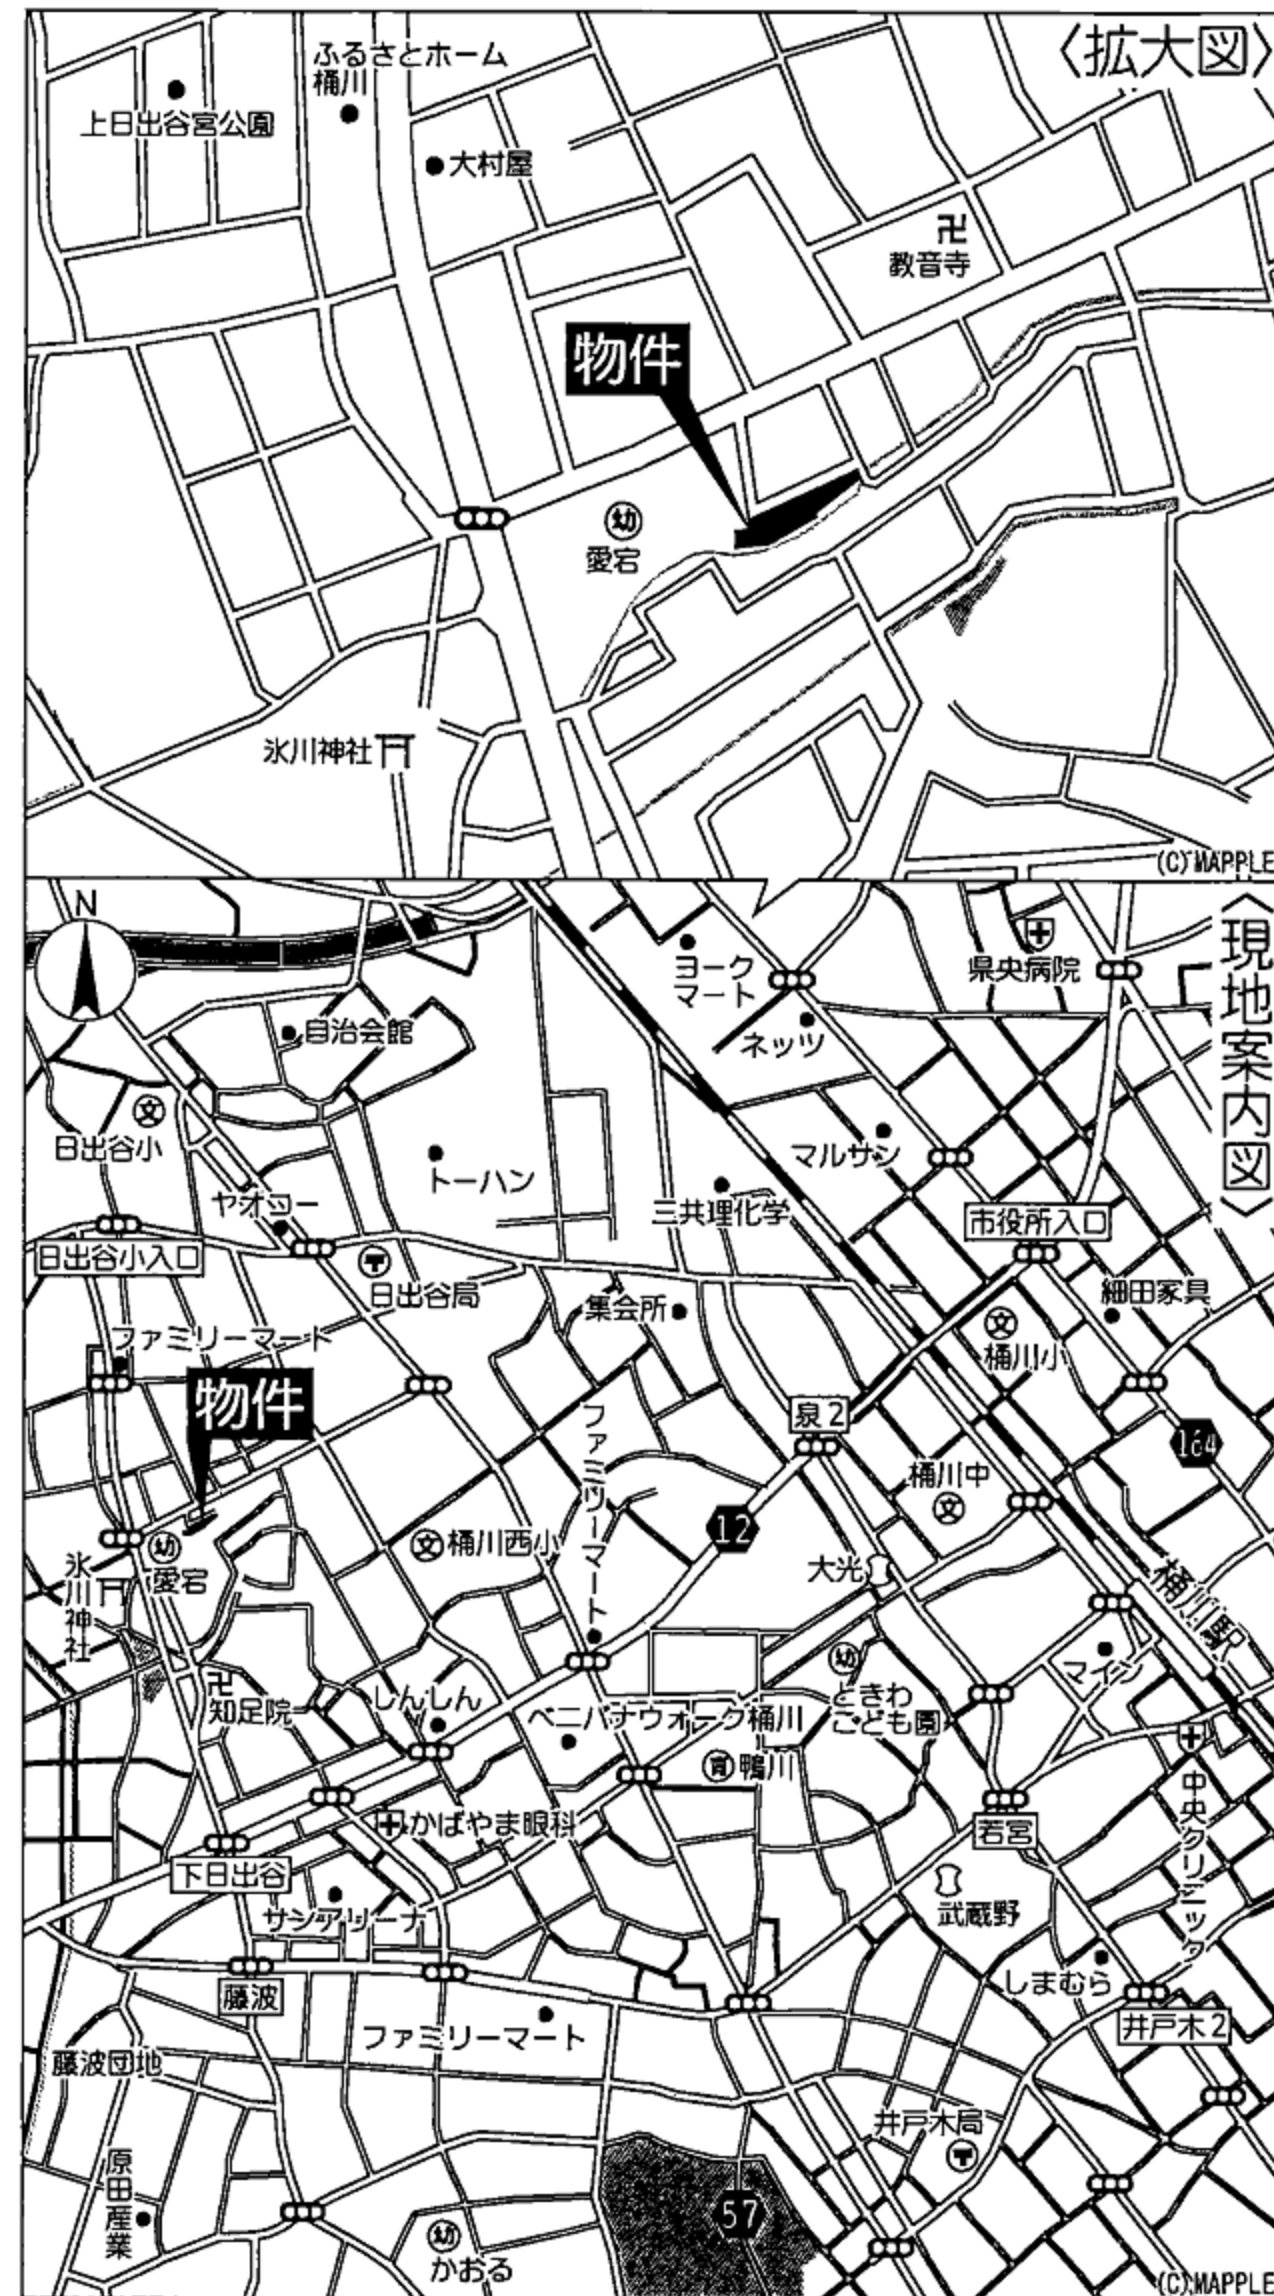 〈拡大図〉
ふるさとホーム
桶川
上日出谷宮公園
大村屋
卍
教音寺
物件
幼
愛宕
氷川神社
(C)MAPPLE
〈現地案内図〉
N
ヨーク
マート
県央病院
ネッツ
自治会館
文
日出谷小
マルサン
トーハン
ヤオコー
三共理化学
市役所入口
日出谷小入口
〒
日出谷局
集会所
細田家具
文
桶川小
ファミリーマート
物件
泉2
ファミリーマート
164
桶川中
文
12
文
桶川西小
大光
幼
愛宕
氷川神社
桶川駅
マイン
幼
ときわ
こども園
卍
知足院
しんしん
ベニバナウォーク桶川
育
鴨川
中央クリニック
かばやま眼科
若宮
下日出谷
サンアリーナ
武蔵野
しまむら
藤波
井戸木2
ファミリーマート
藤波団地
井戸木局
〒
原田産業
57
幼
かおる
(C)MAPPLE